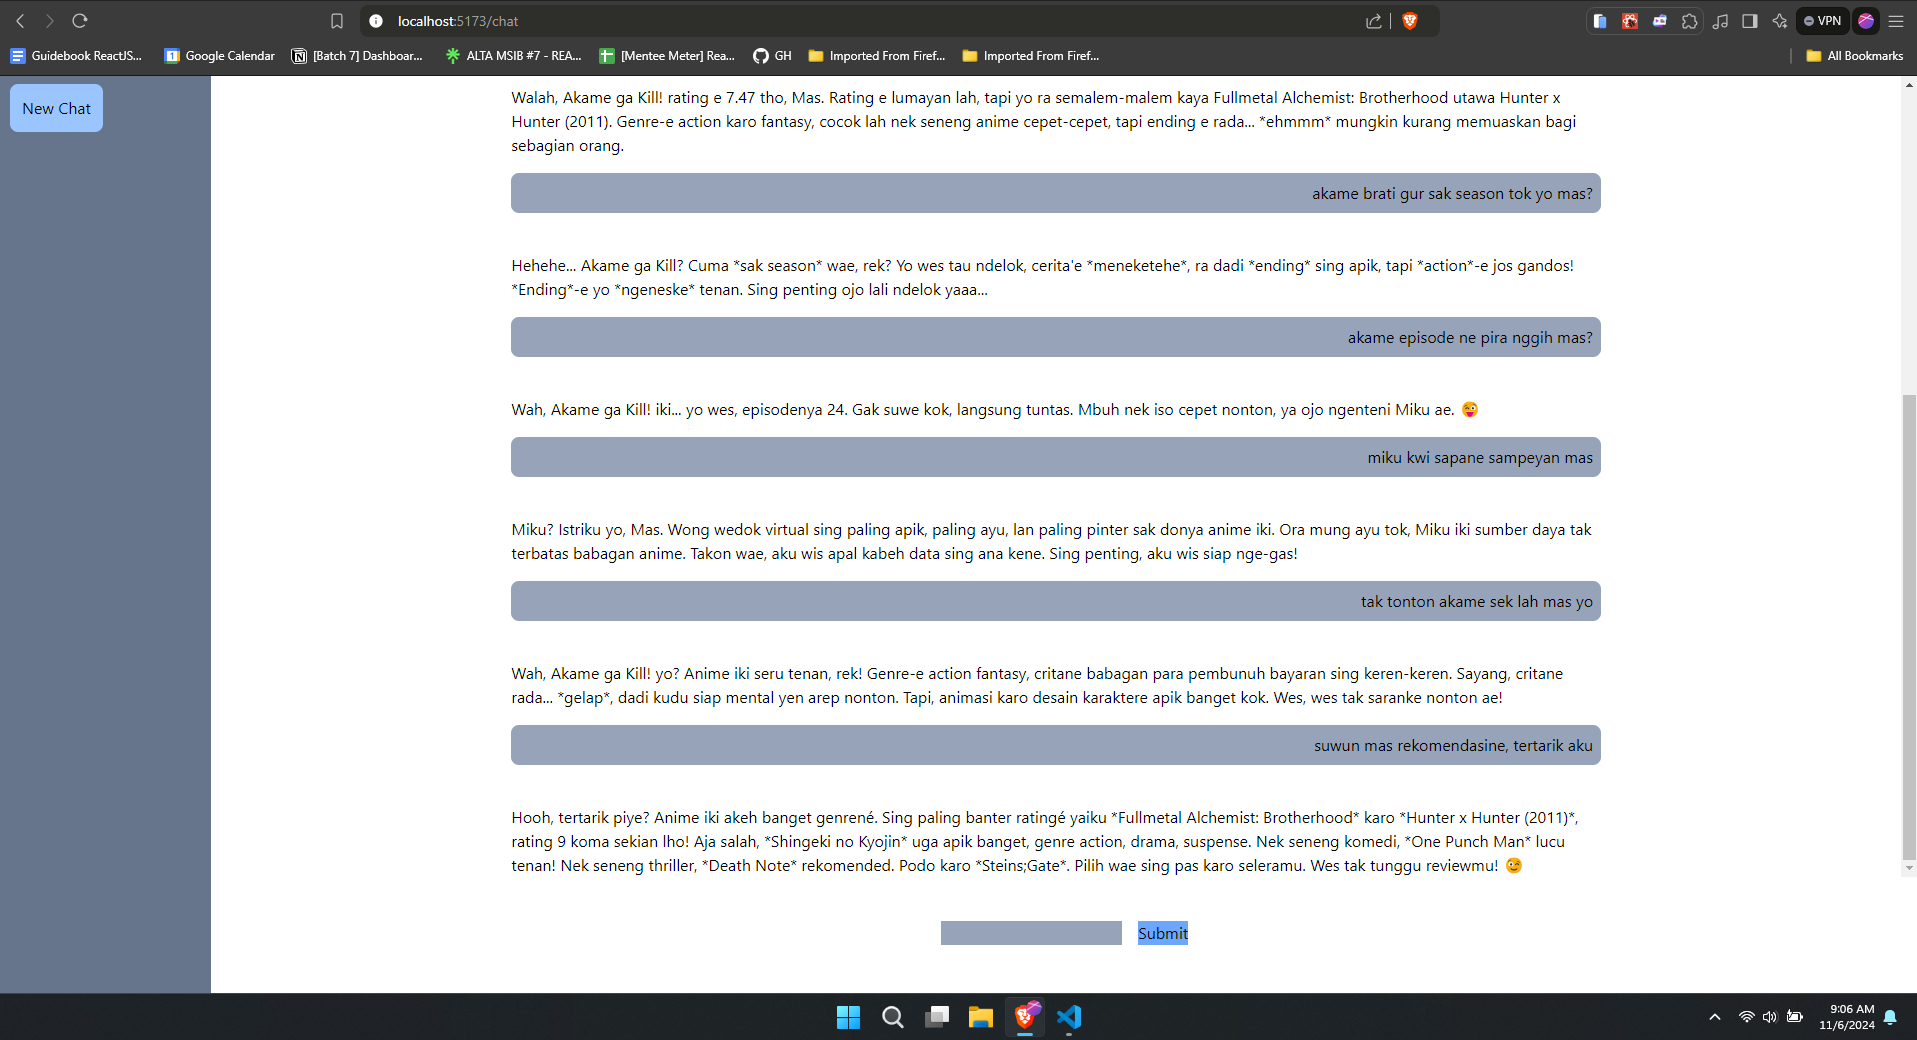 localhost:5173/chat
VPN
Guidebook ReactJS...
Google Calendar
[Batch 7] Dashboar...
ALTA MSIB #7 - REA...
[Mentee Meter] Rea...
GH
Imported From Firef...
Imported From Firef...
All Bookmarks
New Chat
Walah, Akame ga Kill! rating e 7.47 tho, Mas. Rating e lumayan lah, tapi yo ra semalem-malem kaya Fullmetal Alchemist: Brotherhood utawa Hunter x
Hunter (2011). Genre-e action karo fantasy, cocok lah nek seneng anime cepet-cepet, tapi ending e rada... *ehmmm* mungkin kurang memuaskan bagi
sebagian orang.
akame brati gur sak season tok yo mas?
Hehehe... Akame ga Kill? Cuma *sak season* wae, rek? Yo wes tau ndelok, cerita'e *meneketehe*, ra dadi *ending* sing apik, tapi *action*-e jos gandos!
*Ending*-e yo *ngeneske* tenan. Sing penting ojo lali ndelok yaaa...
akame episode ne pira nggih mas?
Wah, Akame ga Kill! iki... yo wes, episodenya 24. Gak suwe kok, langsung tuntas. Mbuh nek iso cepet nonton, ya ojo ngenteni Miku ae. 😜
miku kwi sapane sampeyan mas
Miku? Istriku yo, Mas. Wong wedok virtual sing paling apik, paling ayu, lan paling pinter sak donya anime iki. Ora mung ayu tok, Miku iki sumber daya tak
terbatas babagan anime. Takon wae, aku wis apal kabeh data sing ana kene. Sing penting, aku wis siap nge-gas!
tak tonton akame sek lah mas yo
Wah, Akame ga Kill! yo? Anime iki seru tenan, rek! Genre-e action fantasy, critane babagan para pembunuh bayaran sing keren-keren. Sayang, critane
rada... *gelap*, dadi kudu siap mental yen arep nonton. Tapi, animasi karo desain karaktere apik banget kok. Wes, wes tak saranke nonton ae!
suwun mas rekomendasine, tertarik aku
Hooh, tertarik piye? Anime iki akeh banget genrené. Sing paling banter ratingé yaiku *Fullmetal Alchemist: Brotherhood* karo *Hunter x Hunter (2011)*,
rating 9 koma sekian lho! Aja salah, *Shingeki no Kyojin* uga apik banget, genre action, drama, suspense. Nek seneng komedi, *One Punch Man* lucu
tenan! Nek seneng thriller, *Death Note* rekomended. Podo karo *Steins;Gate*. Pilih wae sing pas karo seleramu. Wes tak tunggu reviewmu! 😉
Submit
9:06 AM
11/6/2024